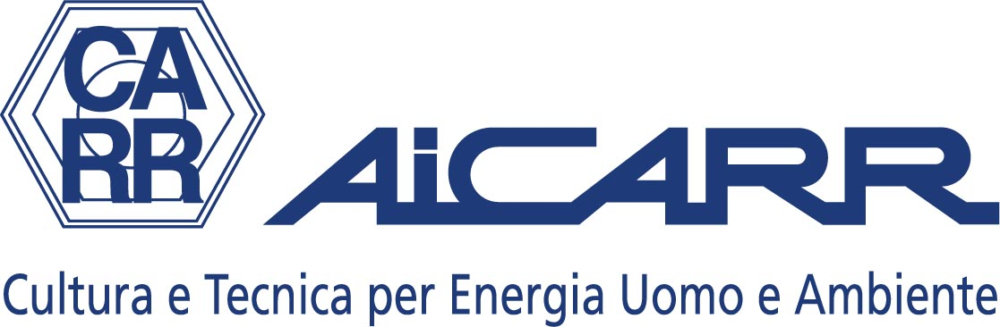 CA
RR
AiCARR
Cultura e Tecnica per Energia Uomo e Ambiente